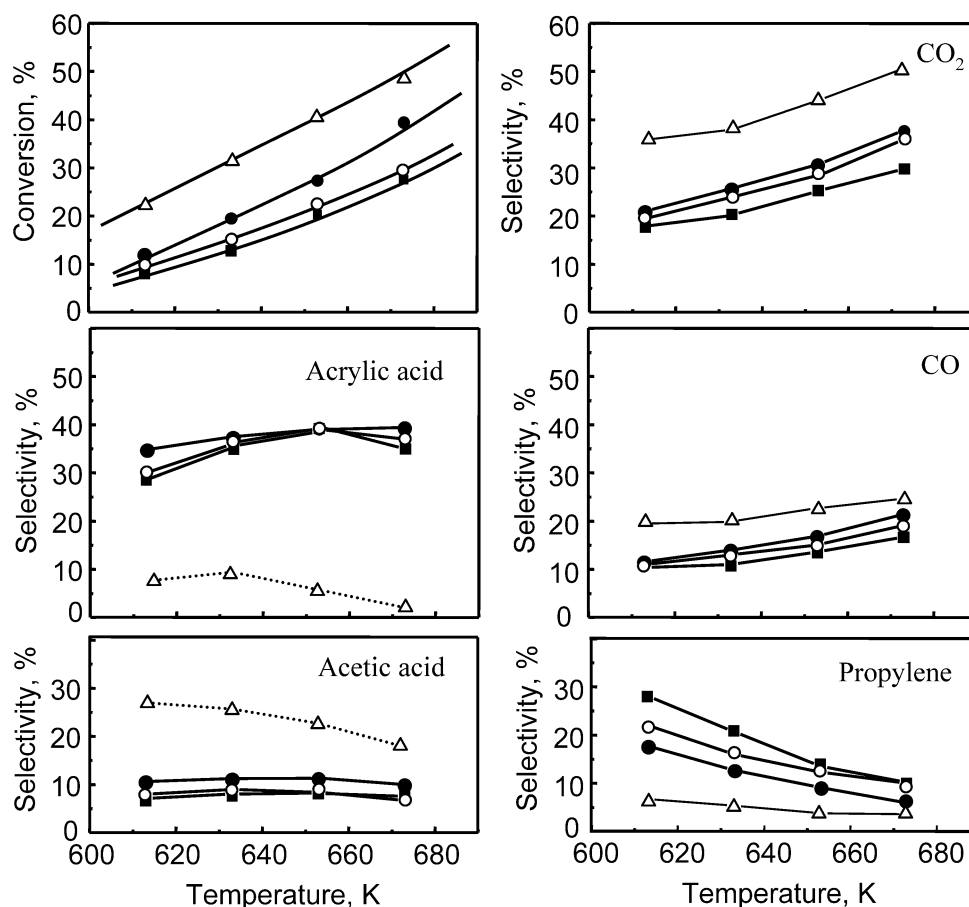 60
50
40
30
20
10
0
Conversion, %
60
50
40
30
20
10
0
Selectivity, %
CO2
50
40
30
20
10
0
Selectivity, %
Acrylic acid
50
40
30
20
10
0
Selectivity, %
CO
30
20
10
0
Selectivity, %
Acetic acid
600 620 640 660 680
Temperature, K
30
20
10
0
Selectivity, %
Propylene
600 620 640 660 680
Temperature, K